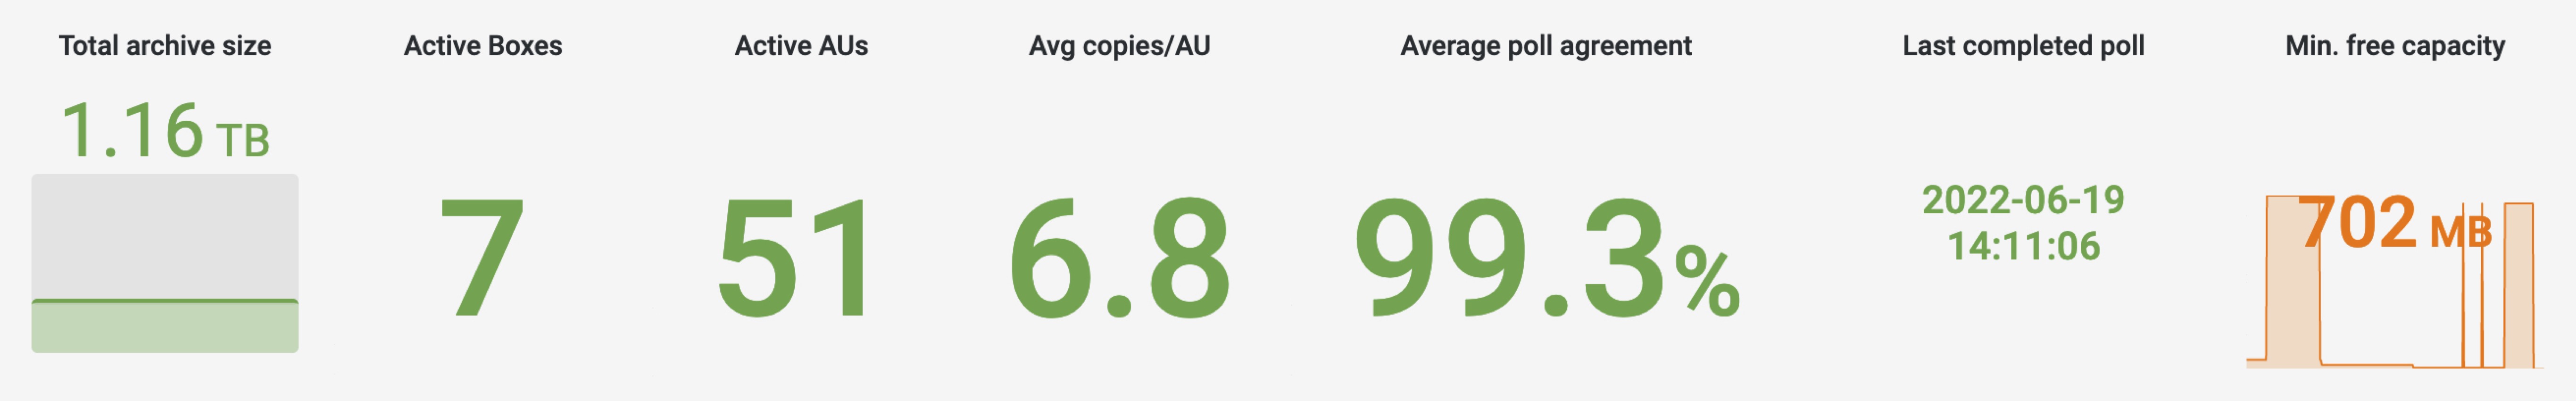 Total archive size
1.16 TB
Active Boxes
7
Active AUs
51
Avg copies/AU
6.8
Average poll agreement
99.3%
Last completed poll
2022-06-19
14:11:06
Min. free capacity
702 MB